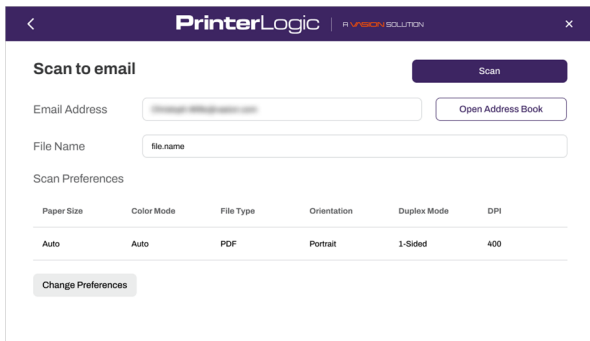 PrinterLogic | A VASION SOLUTION
Scan to email
Scan
Email Address
Open Address Book
File Name
file.name
Scan Preferences
Paper Size Color Mode File Type Orientation Duplex Mode DPI
Auto Auto PDF Portrait 1-Sided 400
Change Preferences